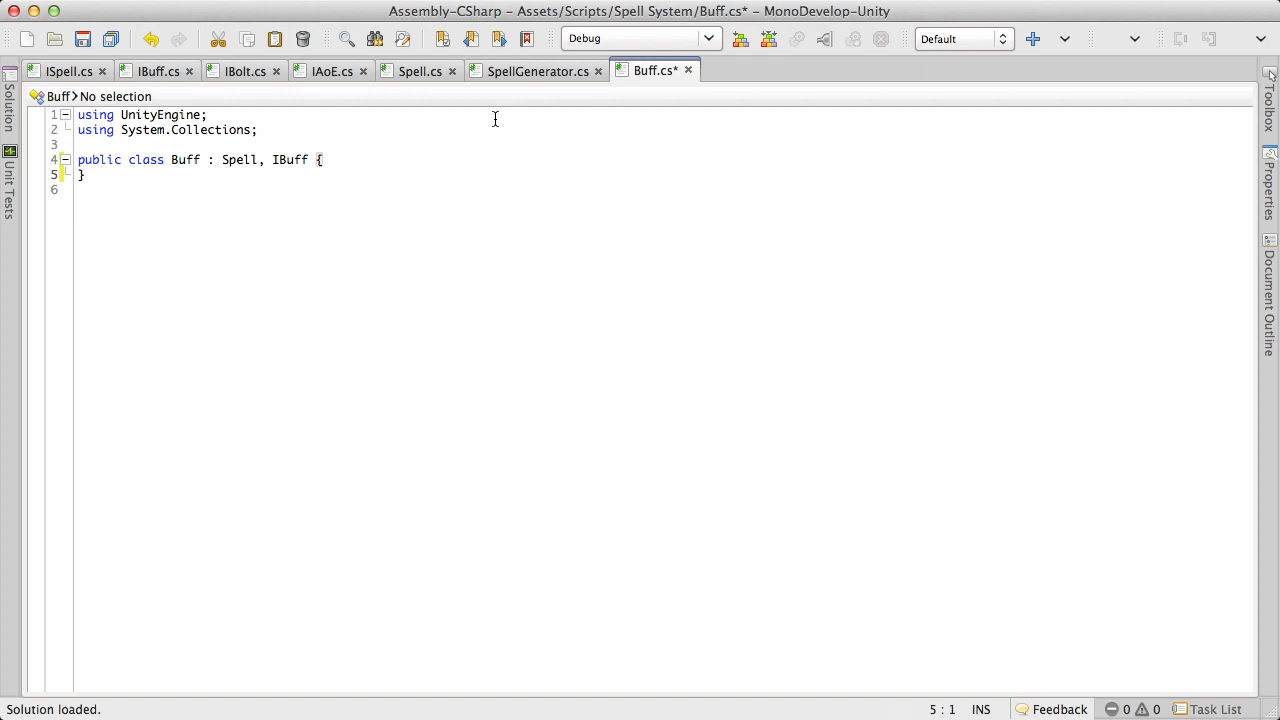 Assembly-CSharp – Assets/Scripts/Spell System/Buff.cs* – MonoDevelop-Unity
Debug
Default
ISpell.cs
IBuff.cs
IBolt.cs
IAoE.cs
Spell.cs
SpellGenerator.cs
Buff.cs*
Buff
No selection
1 using UnityEngine;
2 using System.Collections;
3
4 public class Buff : Spell, IBuff {
5 }
6
Solution
Unit Tests
Toolbox
Properties
Document Outline
Solution loaded.
5 : 1
INS
Feedback
0
0
Task List